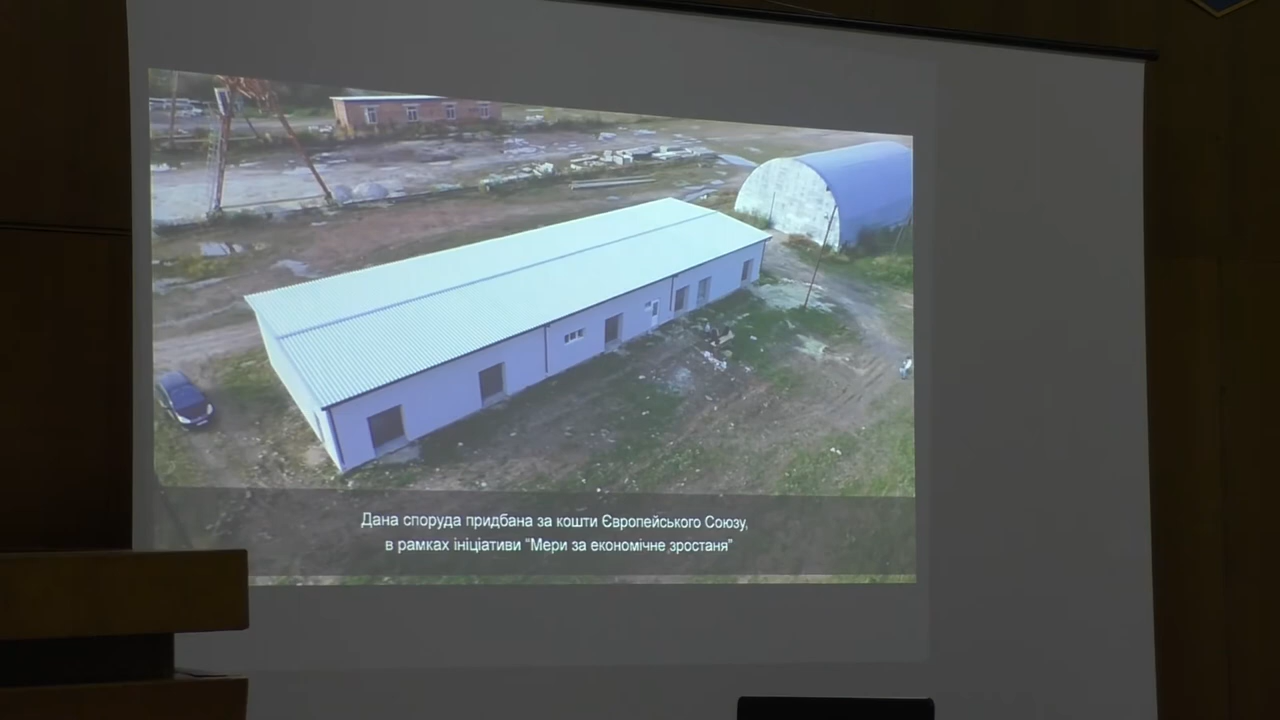 Дана споруда придбана за кошти Європейського Союзу,
в рамках ініціативи “Мери за економічне зростаня”